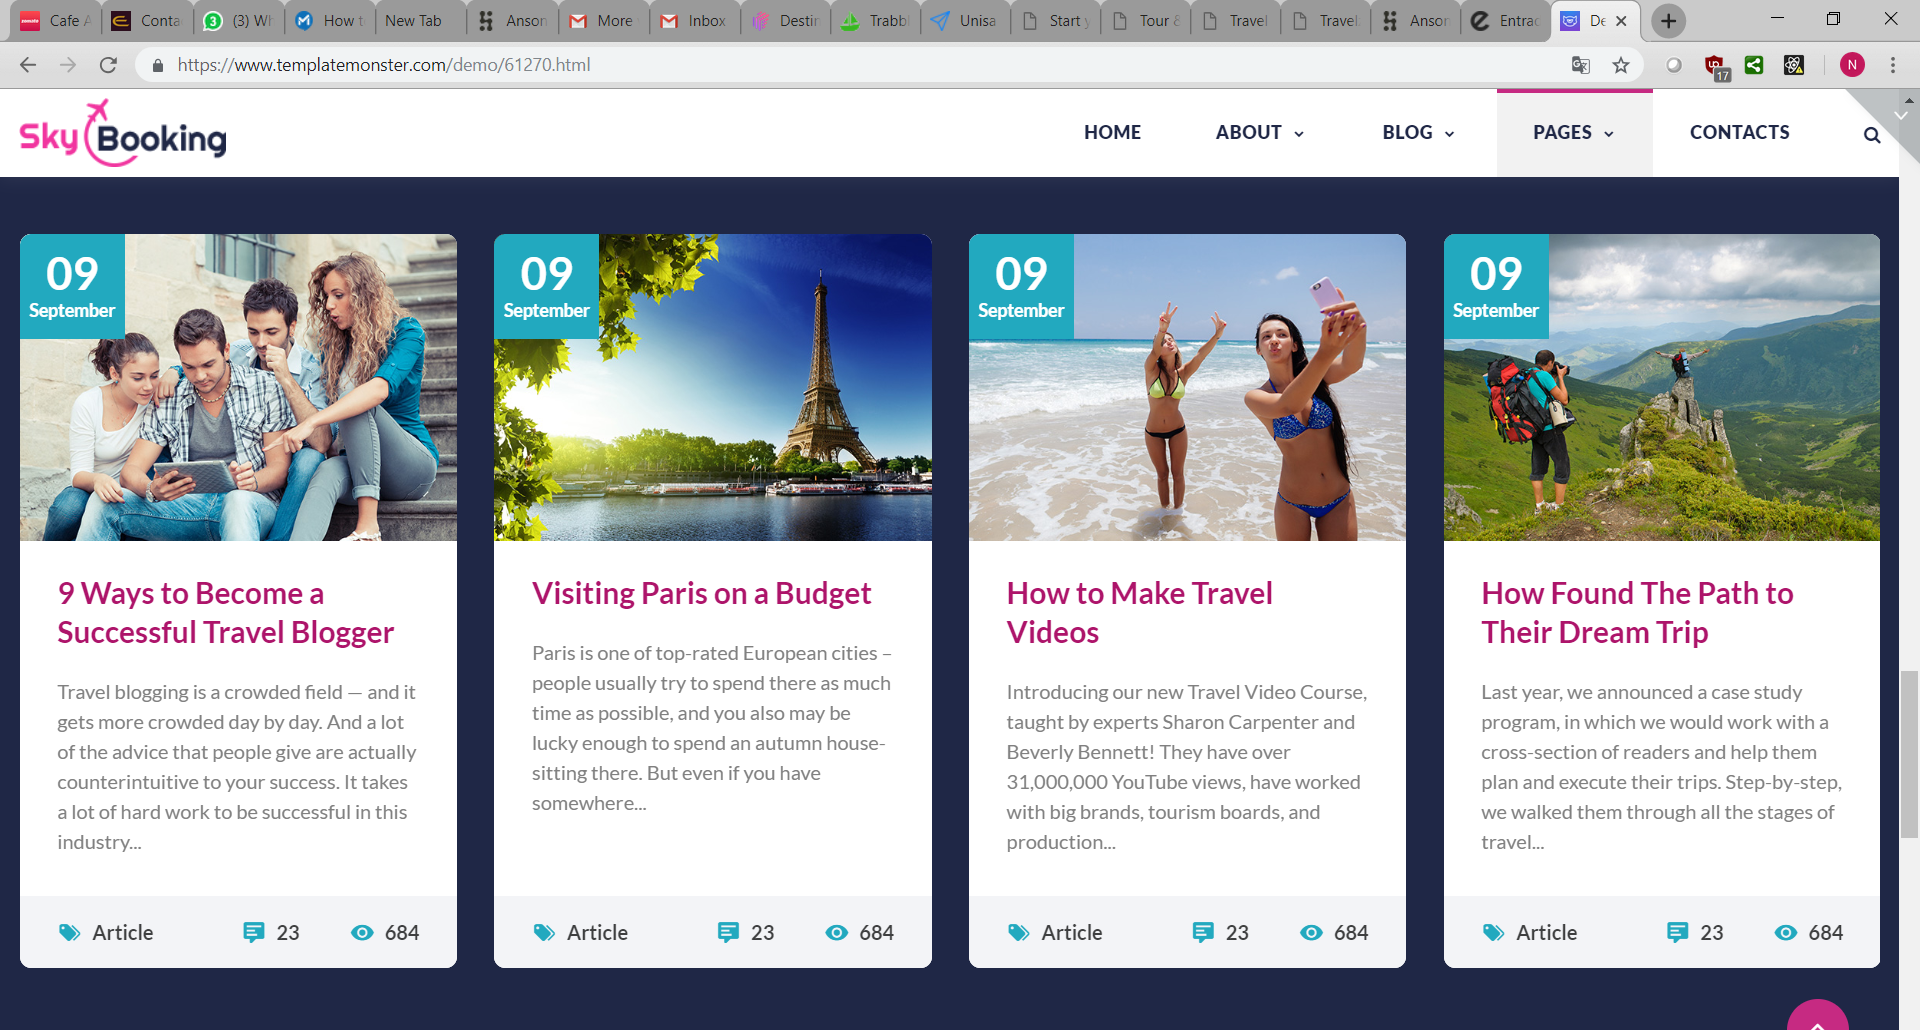 Cafe
Conta
(3) Wh
How t
New Tab
Anson
More
Inbox
Destin
Trabbl
Unisa
Start y
Tour &
Travel
Travel
Anson
Entrac
De
https://www.templatemonster.com/demo/61270.html
17
N
Sky Booking
HOME
ABOUT
BLOG
PAGES
CONTACTS
09
September
9 Ways to Become a
Successful Travel Blogger
Travel blogging is a crowded field — and it
gets more crowded day by day. And a lot
of the advice that people give are actually
counterintuitive to your success. It takes
a lot of hard work to be successful in this
industry...
Article 23 684
09
September
Visiting Paris on a Budget
Paris is one of top-rated European cities –
people usually try to spend there as much
time as possible, and you also may be
lucky enough to spend an autumn house-
sitting there. But even if you have
somewhere...
Article 23 684
09
September
How to Make Travel
Videos
Introducing our new Travel Video Course,
taught by experts Sharon Carpenter and
Beverly Bennett! They have over
31,000,000 YouTube views, have worked
with big brands, tourism boards, and
production...
Article 23 684
09
September
How Found The Path to
Their Dream Trip
Last year, we announced a case study
program, in which we would work with a
cross-section of readers and help them
plan and execute their trips. Step-by-step,
we walked them through all the stages of
travel...
Article 23 684